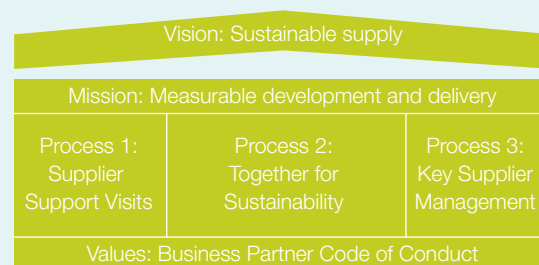 Vision: Sustainable supply
Mission: Measurable development and delivery
Process 1:
Supplier
Support Visits
Process 2:
Together for
Sustainability
Process 3:
Key Supplier
Management
Values: Business Partner Code of Conduct